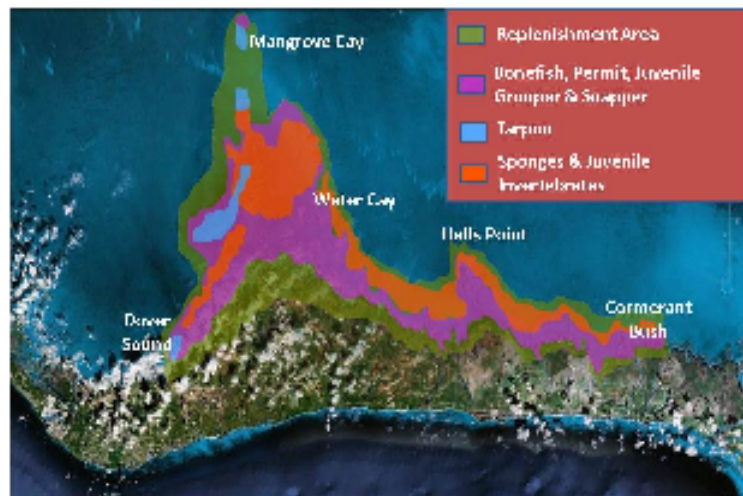 Mangrove Cay
Replenishment Area
Bonefish, Permit, Juvenile
Grouper & Snapper
Tarpon
Sponges & Juvenile
Invertebrates
Water Cay
Halls Point
Dover
Sound
Cormorant
Bush